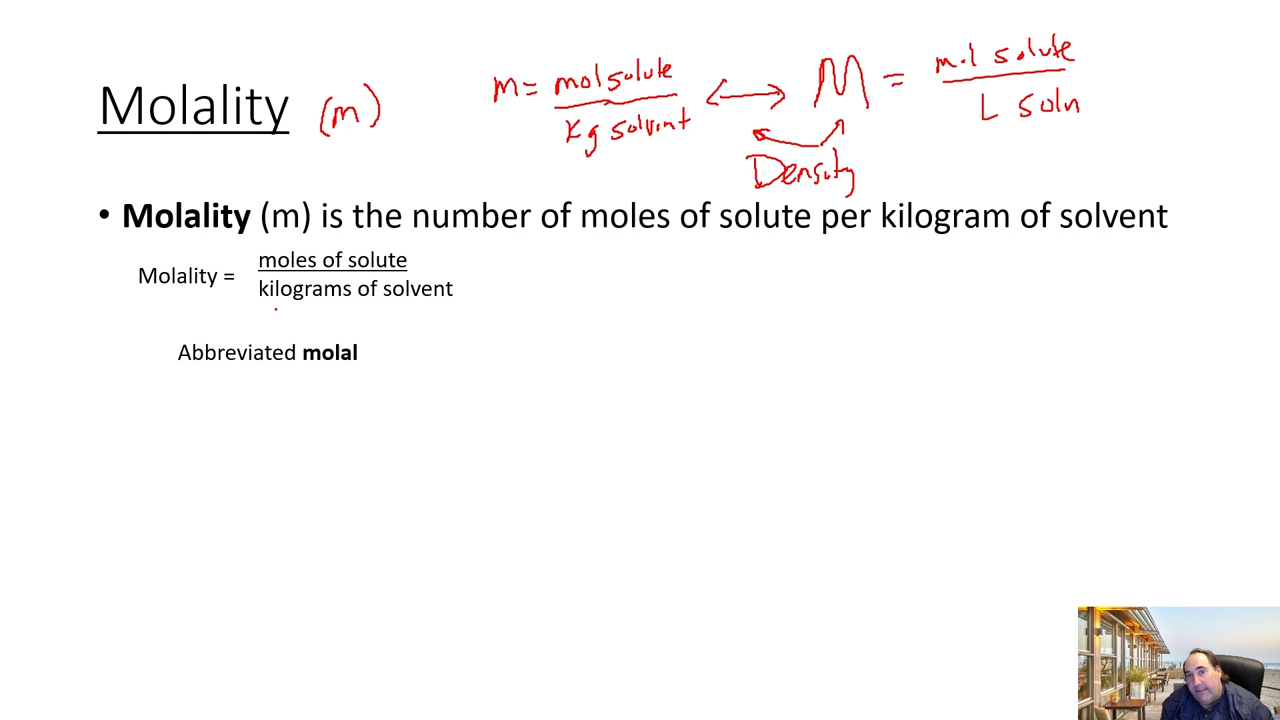 Molality (m)
m = mol solute / Kg solvent ⟷ M = mol solute / L soln
Density
• Molality (m) is the number of moles of solute per kilogram of solvent
Molality = moles of solute
kilograms of solvent
Abbreviated molal